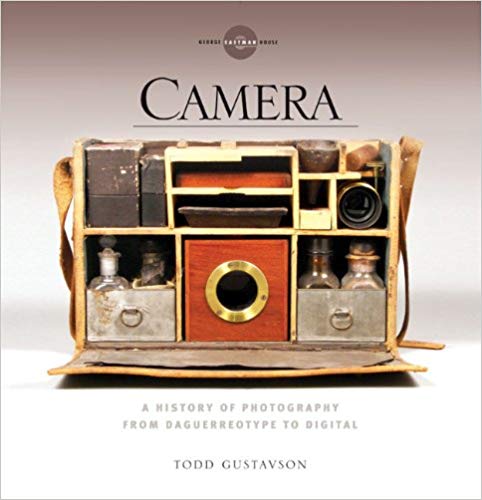 GEORGE EASTMAN HOUSE
CAMERA
A HISTORY OF PHOTOGRAPHY
FROM DAGUERREOTYPE TO DIGITAL
TODD GUSTAVSON